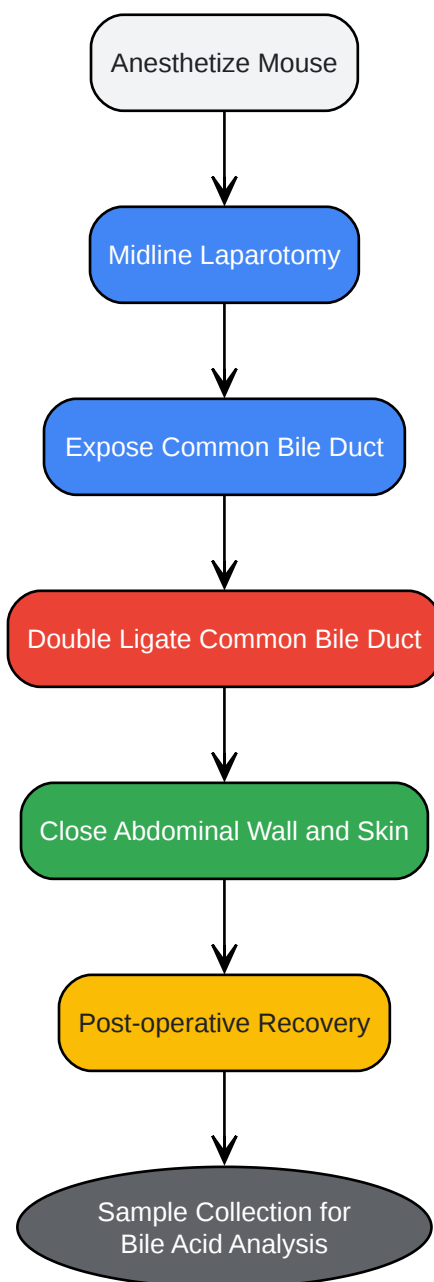 Anesthetize Mouse
Midline Laparotomy
Expose Common Bile Duct
Double Ligate Common Bile Duct
Close Abdominal Wall and Skin
Post-operative Recovery
Sample Collection for
Bile Acid Analysis